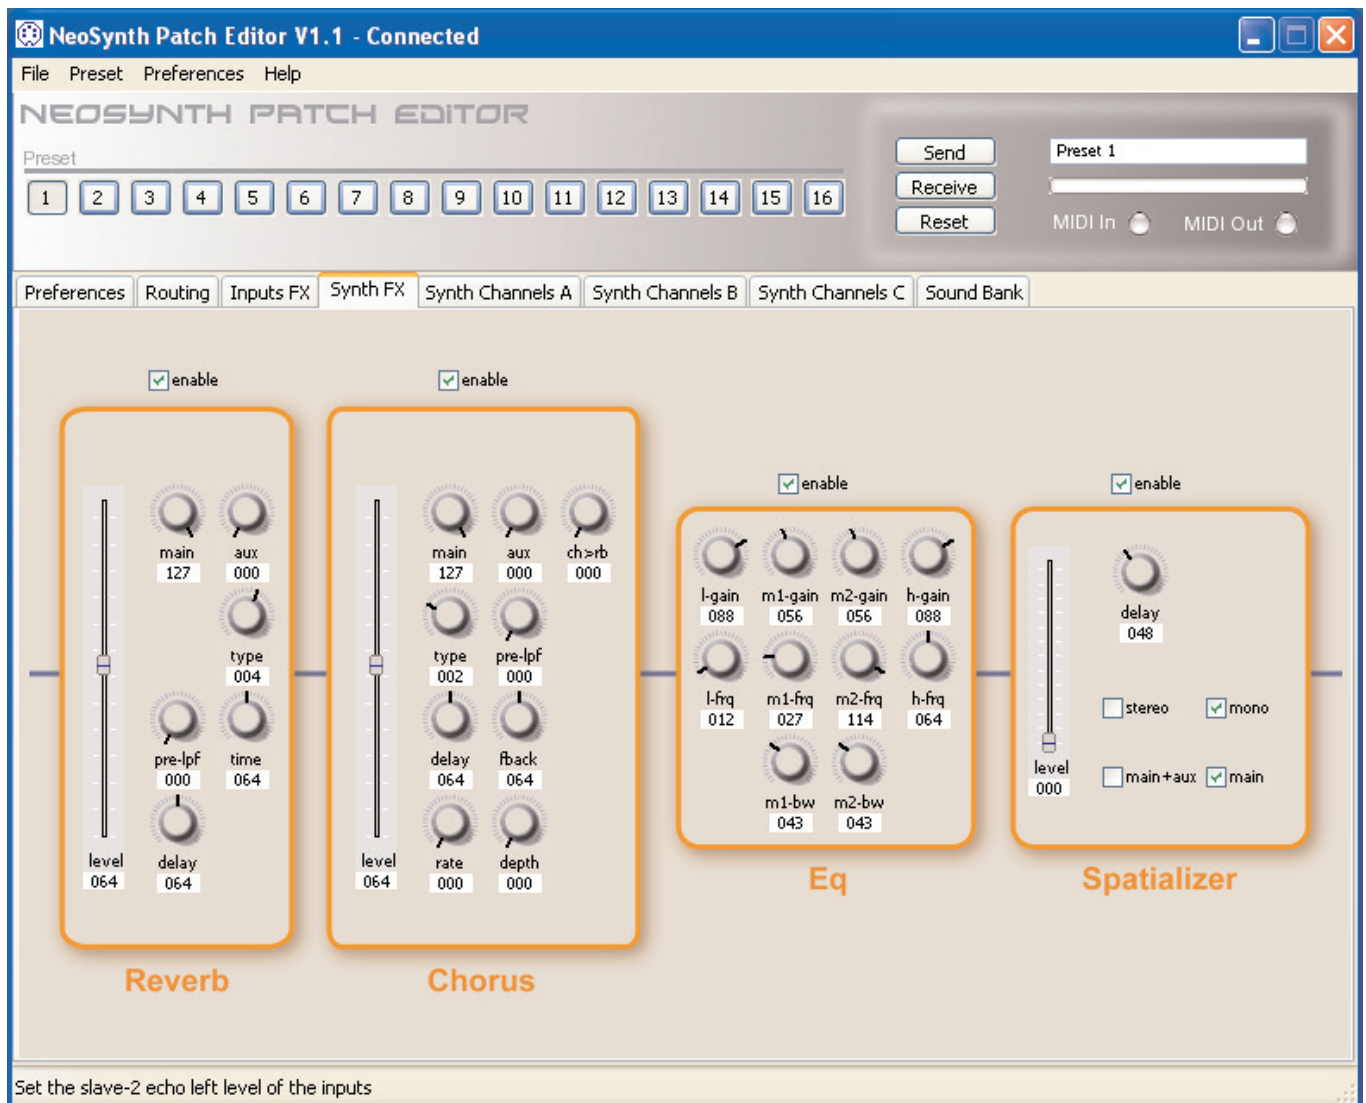 NeoSynth Patch Editor V1.1 - Connected
File Preset Preferences Help
NEOSYNTH PATCH EDITOR
Preset
1 2 3 4 5 6 7 8 9 10 11 12 13 14 15 16
Send
Receive
Reset
Preset 1
MIDI In MIDI Out
Preferences Routing Inputs FX Synth FX Synth Channels A Synth Channels B Synth Channels C Sound Bank
enable
main aux
127 000
type
004
pre-lpf time
000 064
level delay
064 064
Reverb
enable
main aux ch>rb
127 000 000
type pre-lpf
002 000
delay fback
064 064
level rate depth
064 000 000
Chorus
enable
l-gain m1-gain m2-gain h-gain
088 056 056 088
l-frq m1-frq m2-frq h-frq
012 027 114 064
m1-bw m2-bw
043 043
Eq
enable
delay
048
stereo mono
level
000
main+aux main
Spatializer
Set the slave-2 echo left level of the inputs